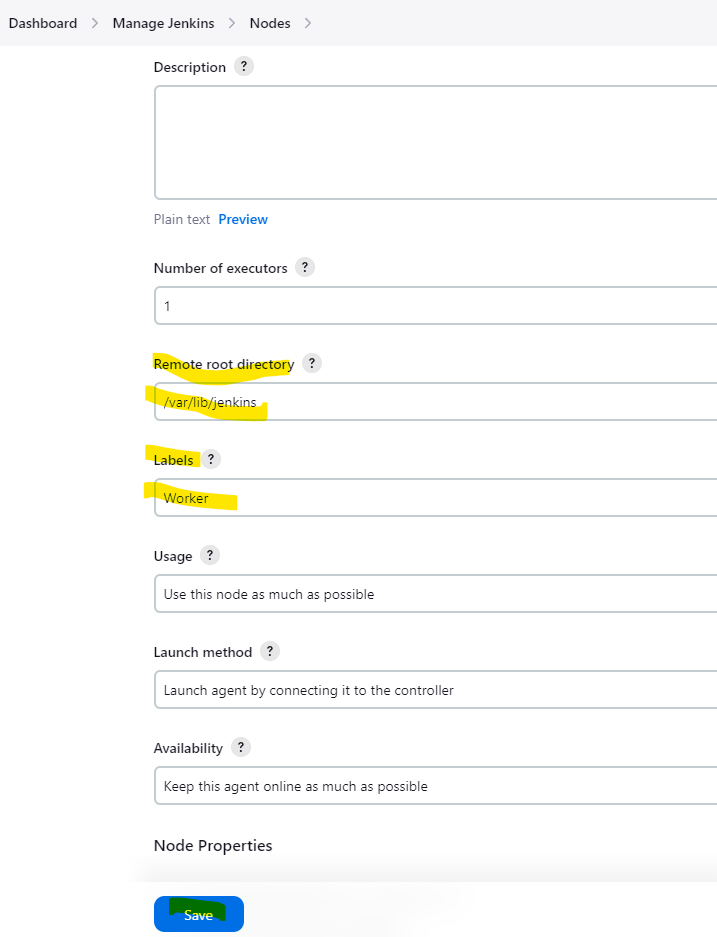 Dashboard > Manage Jenkins > Nodes >
Description ?
Plain text Preview
Number of executors ?
1
Remote root directory ?
/var/lib/jenkins
Labels ?
Worker
Usage ?
Use this node as much as possible
Launch method ?
Launch agent by connecting it to the controller
Availability ?
Keep this agent online as much as possible
Node Properties
Save